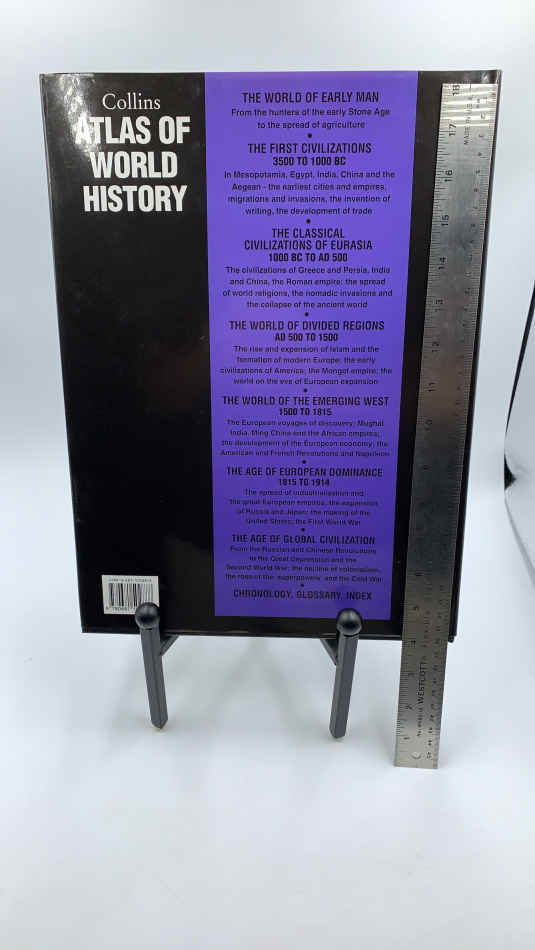 Collins
ATLAS OF
WORLD
HISTORY
THE WORLD OF EARLY MAN
From the hunters of the early Stone Age
to the spread of agriculture
THE FIRST CIVILIZATIONS
3500 TO 1000 BC
In Mesopotamia, Egypt, India, China and the
Aegean - the earliest cities and empires,
migrations and invasions, the invention of
writing, the development of trade
THE CLASSICAL
CIVILIZATIONS OF EURASIA
1000 BC TO AD 500
The civilizations of Greece and Persia, India
and China, the Roman empire: the spread
of world religions, the nomadic invasions and
the collapse of the ancient world
THE WORLD OF DIVIDED REGIONS
AD 500 TO 1500
The rise and expansion of Islam and the
formation of modern Europe; the early
civilizations of America; the Mongol empire; the
world on the eve of European expansion
THE WORLD OF THE EMERGING WEST
1500 TO 1815
The European voyages of discovery; Mughal
India, Ming China and the African empires;
the development of the European economy; the
American and French Revolutions and Napoleon
THE AGE OF EUROPEAN DOMINANCE
1815 TO 1914
The spread of industrialisation and
the great European empires, the expansion
of Russia and Japan; the making of the
United States; the First World War
THE AGE OF GLOBAL CIVILIZATION
From the Russian and Chinese Revolutions
to the Great Depression and the
Second World War; the decline of colonialism,
the rose of the 'superpowers' and the Cold War
CHRONOLOGY, GLOSSARY, INDEX
18
17
16
15
14
13
12
11
10
9
8
7
6
5
4
3
2
1
WESTCOTT